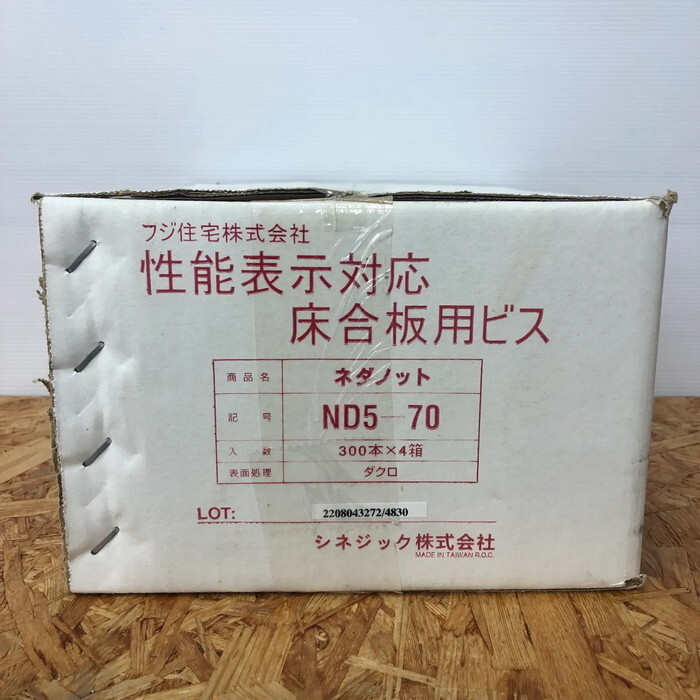 フジ住宅株式会社
性能表示対応
床合板用ビス
商品名 ネダノット
記号 ND5-70
入数 300本×4箱
表面処理 ダクロ
LOT: 2208043272/4830
シネジック株式会社
MADE IN TAIWAN R.O.C.